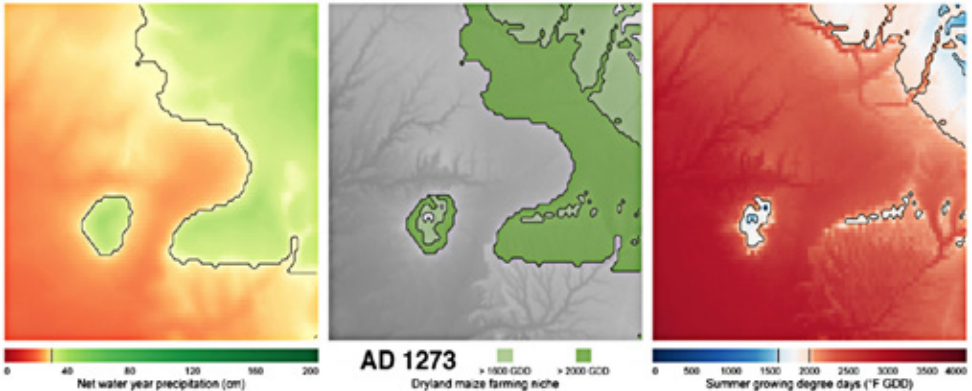 0 40 80 120 160 200
Net water year precipitation (cm)
AD 1273
> 1800 GDD > 2000 GDD
Dryland maize farming niche
0 500 1000 1500 2000 2500 3000 3500 4000
Summer growing degree days (°F GDD)